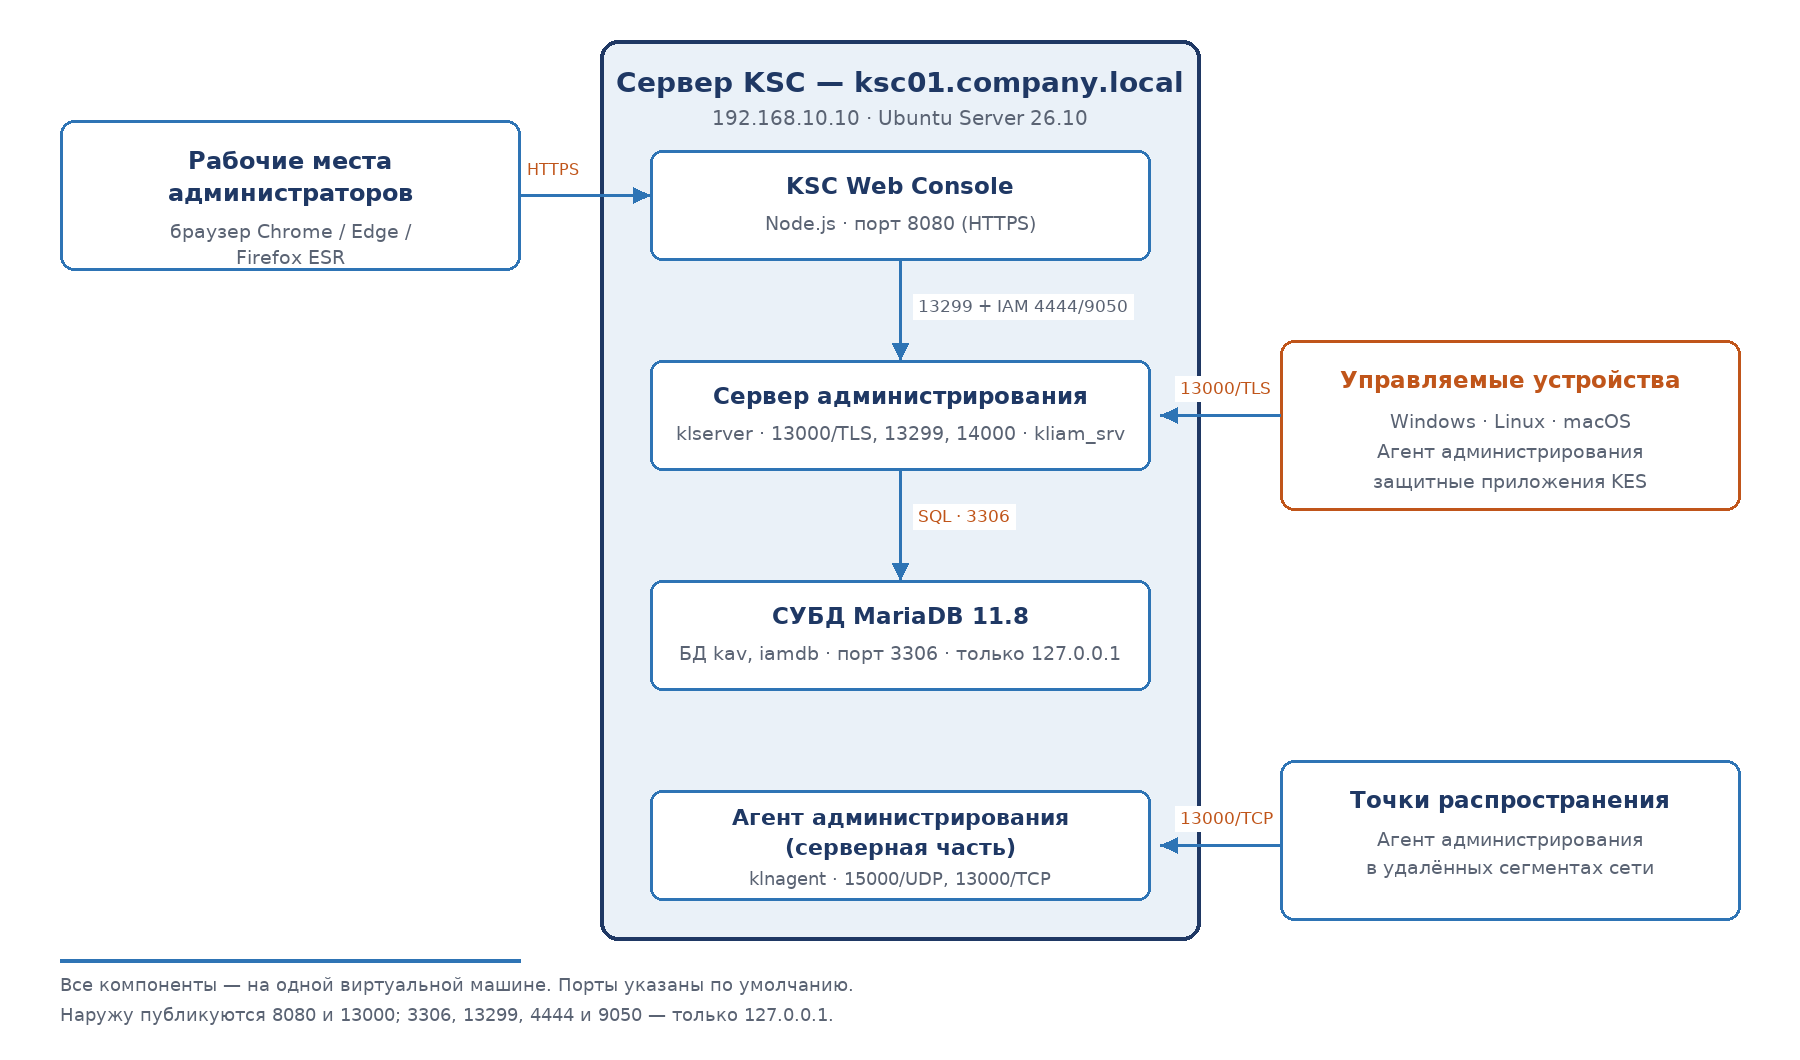 Сервер KSC — ksc01.company.local
192.168.10.10 · Ubuntu Server 26.10
Рабочие места
администраторов
браузер Chrome / Edge /
Firefox ESR
HTTPS
KSC Web Console
Node.js · порт 8080 (HTTPS)
13299 + IAM 4444/9050
Сервер администрирования
klserver · 13000/TLS, 13299, 14000 · kliam_srv
13000/TLS
Управляемые устройства
Windows · Linux · macOS
Агент администрирования
защитные приложения KES
SQL · 3306
СУБД MariaDB 11.8
БД kav, iamdb · порт 3306 · только 127.0.0.1
Агент администрирования
(серверная часть)
klnagent · 15000/UDP, 13000/TCP
13000/TCP
Точки распространения
Агент администрирования
в удалённых сегментах сети
Все компоненты — на одной виртуальной машине. Порты указаны по умолчанию.
Наружу публикуются 8080 и 13000; 3306, 13299, 4444 и 9050 — только 127.0.0.1.